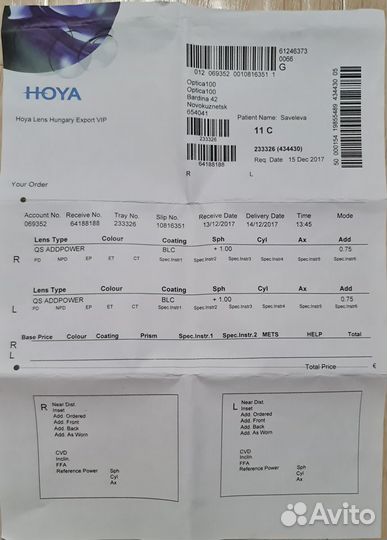 61246373
0066
G
012 069352 0010816351 1
HOYA
Hoya Lens Hungary Export VIP
Optica100
Optica100
Bardina 42
Novokuznetsk
654041
233326
64188188
R L
Patient Name: Saveleva
11 C
233326 (434430)
Req. Date 15 Dec 2017
50 000154 19855489 434430 05
Your Order
Account No. Receive No. Tray No. Slip No. Receive Date Delivery Date Time Mode
069352 64188188 233326 10816351 13/12/2017 14/12/2017 13:45
Lens Type Colour Coating Sph Cyl Ax Add
R QS ADDPOWER BLC + 1.00 0.75
PD NPD EP ET CT Spec.Instr1 Spec.Instr2 Spec.Instr3 Spec.Instr4 Spec.Instr5 Spec.Instr6
Lens Type Colour Coating Sph Cyl Ax Add
L QS ADDPOWER BLC + 1.00 0.75
PD NPD EP ET CT Spec.Instr1 Spec.Instr2 Spec.Instr3 Spec.Instr4 Spec.Instr5 Spec.Instr6
Base Price Colour Coating Prism Spec.Instr.1 Spec.Instr.2 METS HELP Total
R
L
Total Price €
R Near Dist.
Inset
Add. Ordered
Add. Front
Add. Back
Add. As Worn
CVD
Inclin.
FFA
Reference Power Sph
Cyl
Ax
L Near Dist.
Inset
Add. Ordered
Add. Front
Add. Back
Add. As Worn
CVD
Inclin.
FFA
Reference Power Sph
Cyl
Ax
Avito